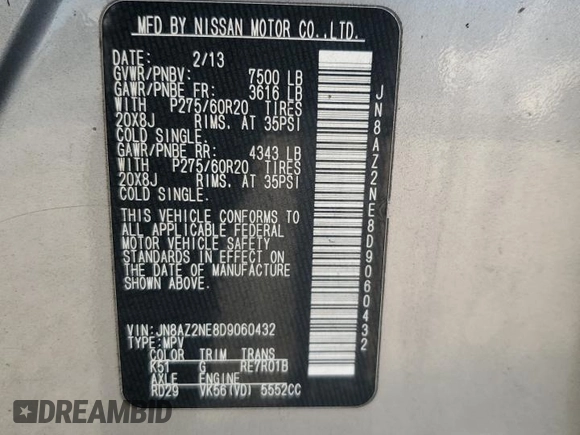 MFD BY NISSAN MOTOR CO.,LTD.
DATE: 2/13
GVWR/PNBV: 7500 LB
GAWR/PNBE FR: 3616 LB
WITH P275/60R20 TIRES
20X8J RIMS, AT 35PSI
COLD SINGLE.
GAWR/PNBE RR: 4343 LB
WITH P275/60R20 TIRES
20X8J RIMS, AT 35PSI
COLD SINGLE.
THIS VEHICLE CONFORMS TO
ALL APPLICABLE FEDERAL
MOTOR VEHICLE SAFETY
STANDARDS IN EFFECT ON
THE DATE OF MANUFACTURE
SHOWN ABOVE.
VIN:JN8AZ2NE8D9060432
TYPE:MPV
COLOR TRIM TRANS
K51 G RE7R01B
AXLE ENGINE
RD29 VK56(VD) 5552CC
JN8AZ2NE8D9060432
DREAMBID